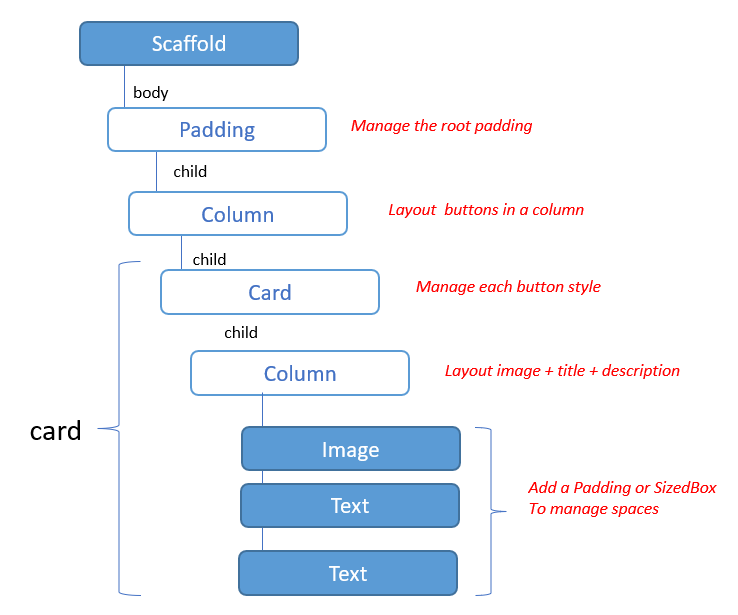 Scaffold
body
Padding
Manage the root padding
child
Column
Layout buttons in a column
child
Card
Manage each button style
child
Column
Layout image + title + description
card
Image
Text
Add a Padding or SizedBox
To manage spaces
Text